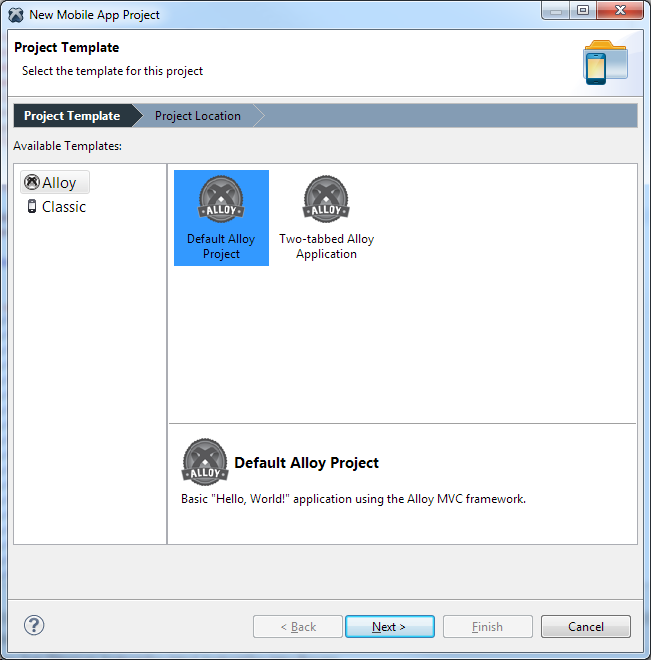 New Mobile App Project
Project Template
Select the template for this project
Project Template
Project Location
Available Templates:
Alloy
Classic
ALLOY
Default Alloy
Project
ALLOY
Two-tabbed Alloy
Application
ALLOY
Default Alloy Project
Basic "Hello, World!" application using the Alloy MVC framework.
?
< Back
Next >
Finish
Cancel